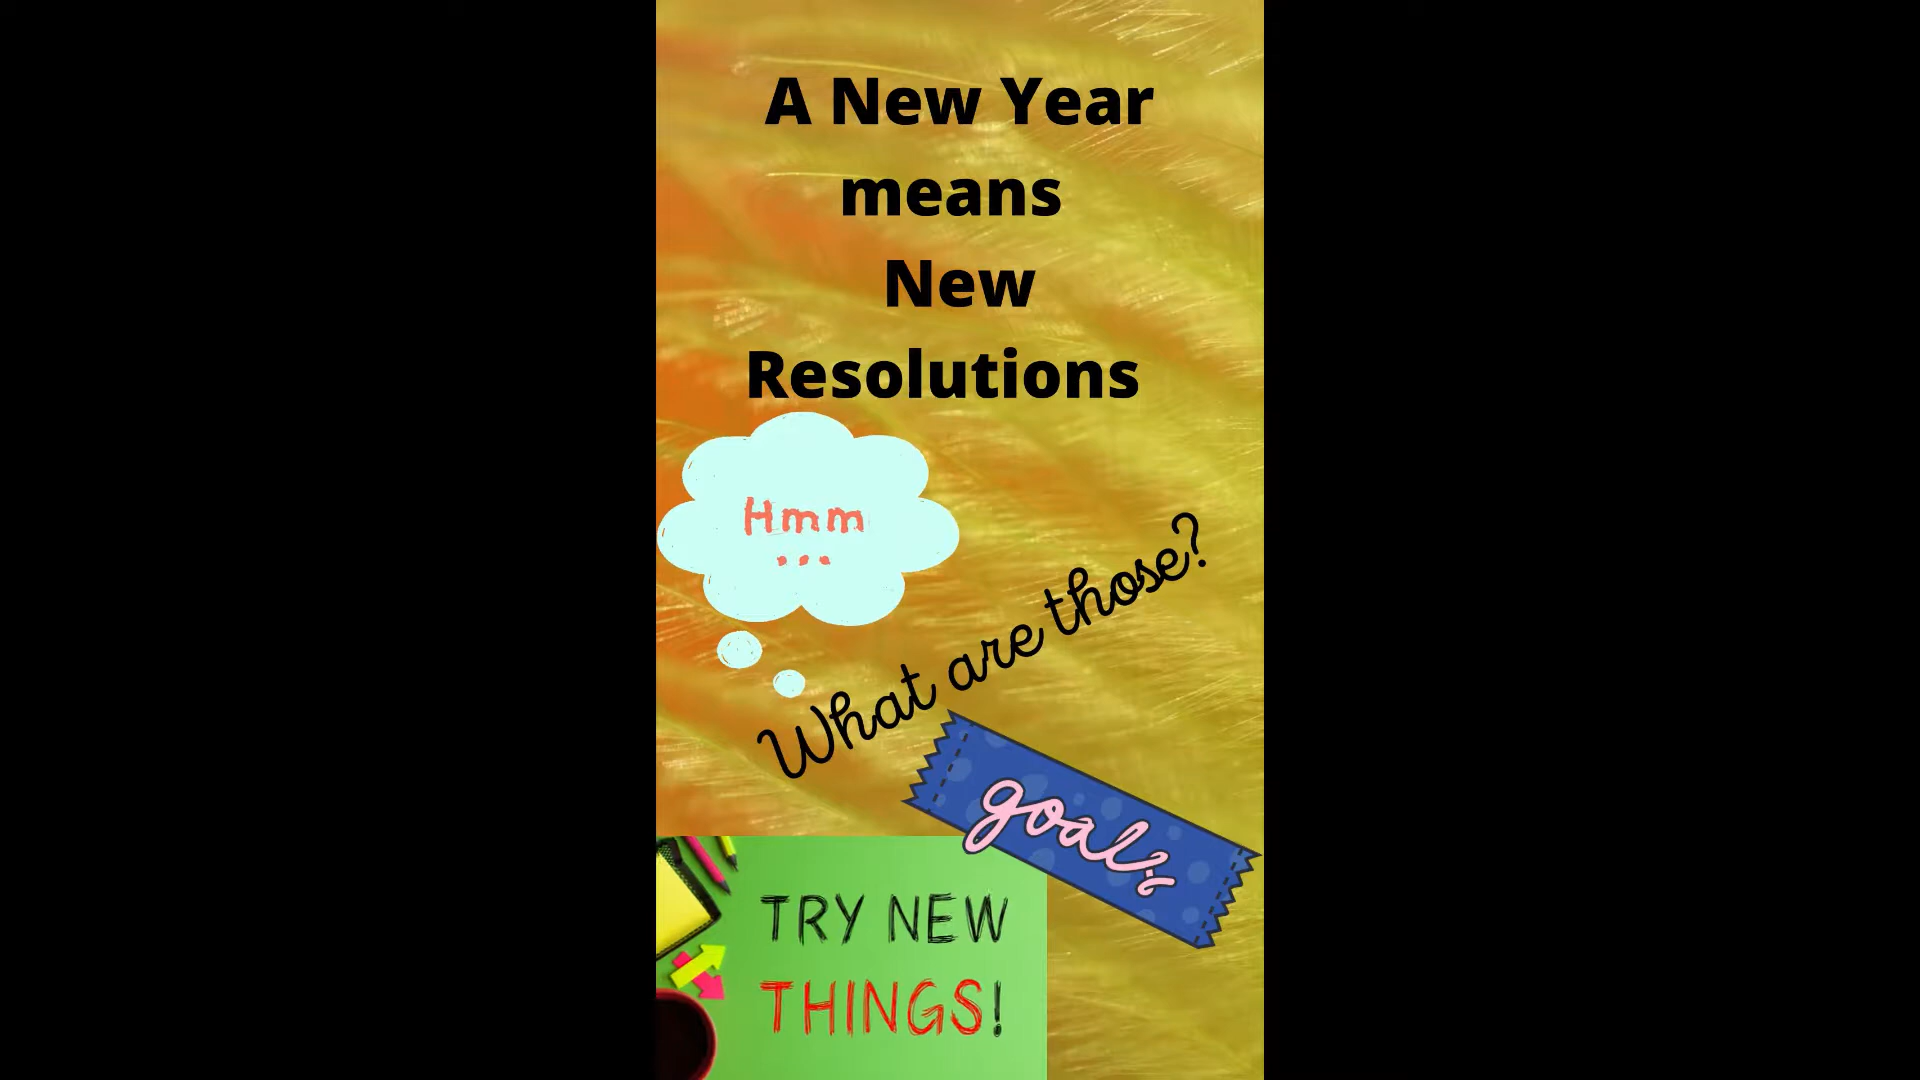 A New Year
means
New
Resolutions
Hmm
...
What are those?
goals
TRY NEW
THINGS!